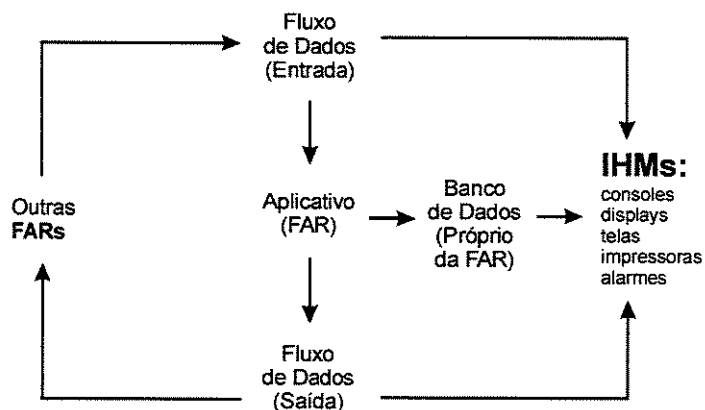 Fluxo
de Dados
(Entrada)
Outras
FARs
Aplicativo
(FAR)
Banco
de Dados
(Próprio
da FAR)
IHMs:
consoles
displays
telas
impressoras
alarmes
Fluxo
de Dados
(Saída)